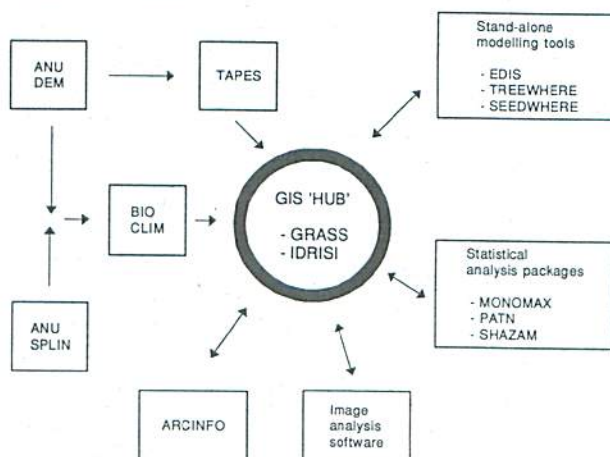 ANU
DEM
TAPES
Stand-alone
modelling tools
- EDIS
- TREEWHERE
- SEEDWHERE
BIO
CLIM
GIS 'HUB'
- GRASS
- IDRISI
Statistical
analysis packages
- MONOMAX
- PATN
- SHAZAM
ANU
SPLIN
ARCINFO
Image
analysis
software